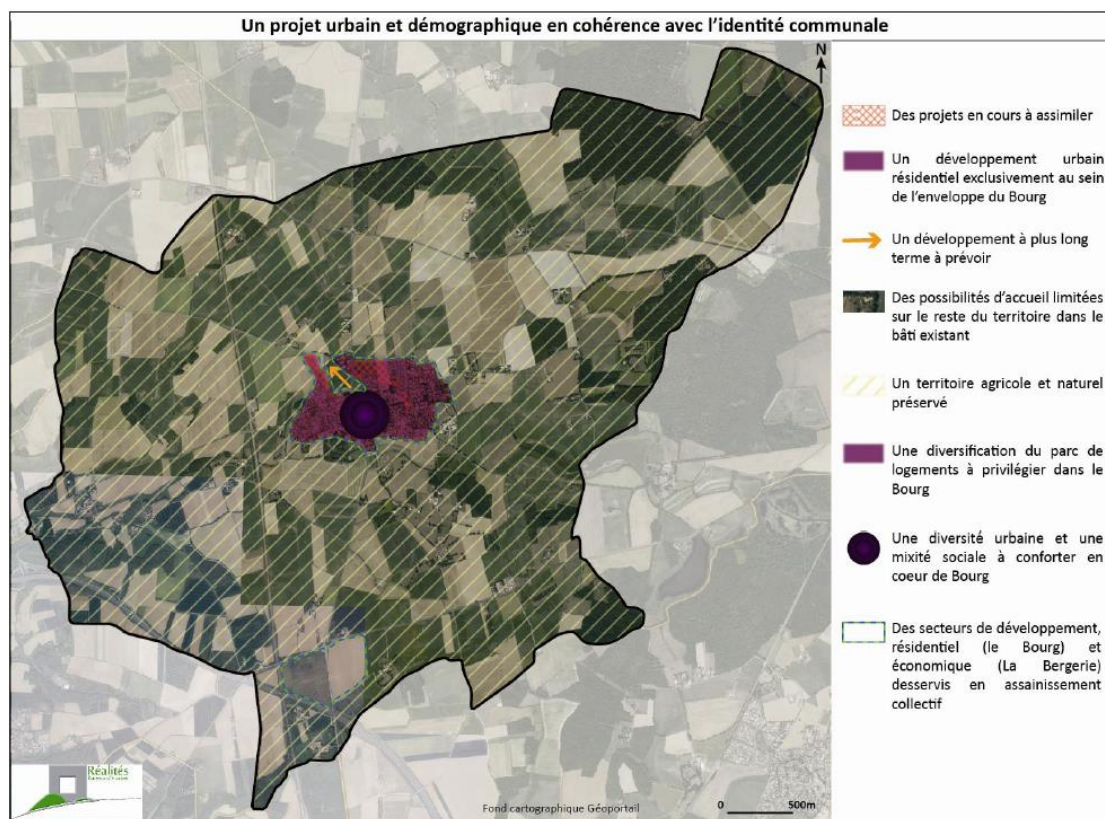 Un projet urbain et démographique en cohérence avec l'identité communale
N
Des projets en cours à assimiler
Un développement urbain
résidentiel exclusivement au sein
de l'enveloppe du Bourg
Un développement à plus long
terme à prévoir
Des possibilités d'accueil limitées
sur le reste du territoire dans le
bâti existant
Un territoire agricole et naturel
préservé
Une diversification du parc de
logements à privilégier dans le
Bourg
Une diversité urbaine et une
mixité sociale à conforter en
coeur de Bourg
Des secteurs de développement,
résidentiel (le Bourg) et
économique (La Bergerie)
desservis en assainissement
collectif
Réalités
Fond cartographique Géoportail
0 500m